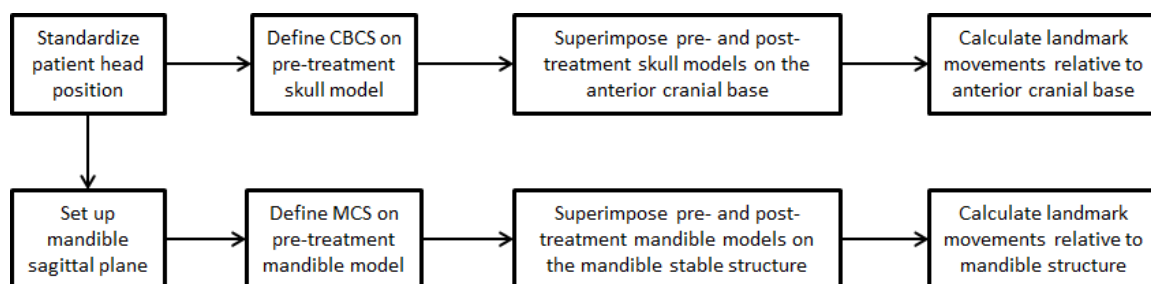 Standardize
patient head
position
Define CBCS on
pre-treatment
skull model
Superimpose pre- and post-
treatment skull models on the
anterior cranial base
Calculate landmark
movements relative to
anterior cranial base
Set up
mandible
sagittal plane
Define MCS on
pre-treatment
mandible model
Superimpose pre- and post-
treatment mandible models on
the mandible stable structure
Calculate landmark
movements relative to
mandible structure